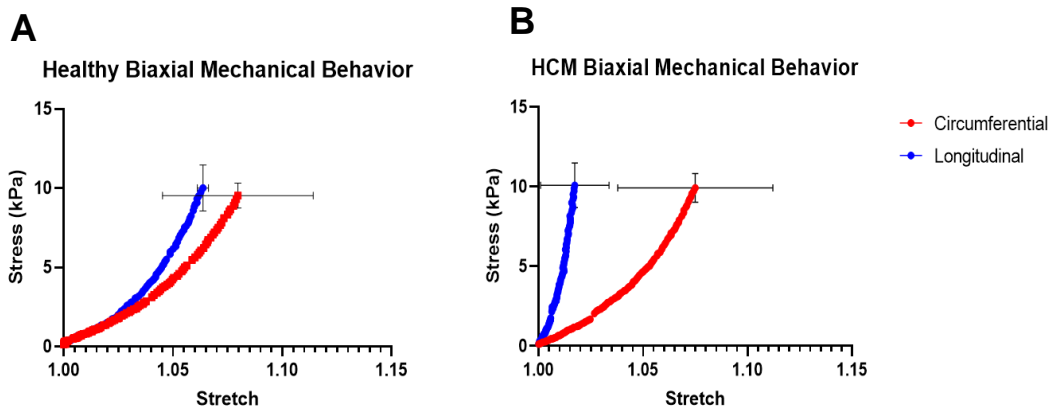 A
B
Healthy Biaxial Mechanical Behavior
HCM Biaxial Mechanical Behavior
15
10
5
0
Stress (kPa)
1.00 1.05 1.10 1.15
Stretch
15
10
5
0
Stress (kPa)
1.00 1.05 1.10 1.15
Stretch
Circumferential
Longitudinal